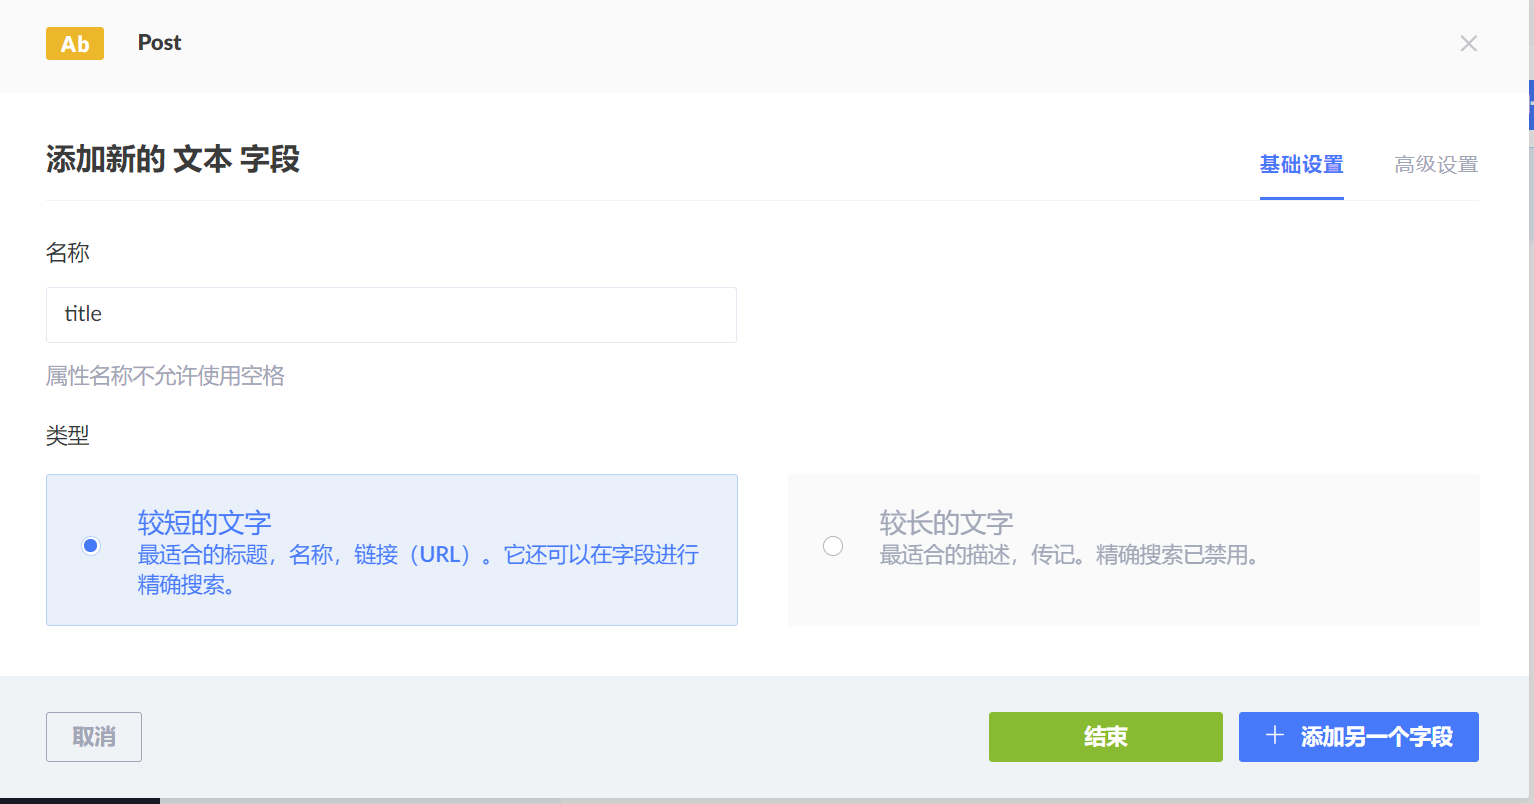 Ab Post
添加新的 文本 字段
基础设置 高级设置
名称
title
属性名称不允许使用空格
类型
较短的文字
最适合的标题，名称，链接（URL）。它还可以在字段进行
精确搜索。
较长的文字
最适合的描述，传记。精确搜索已禁用。
取消 结束 添加另一个字段